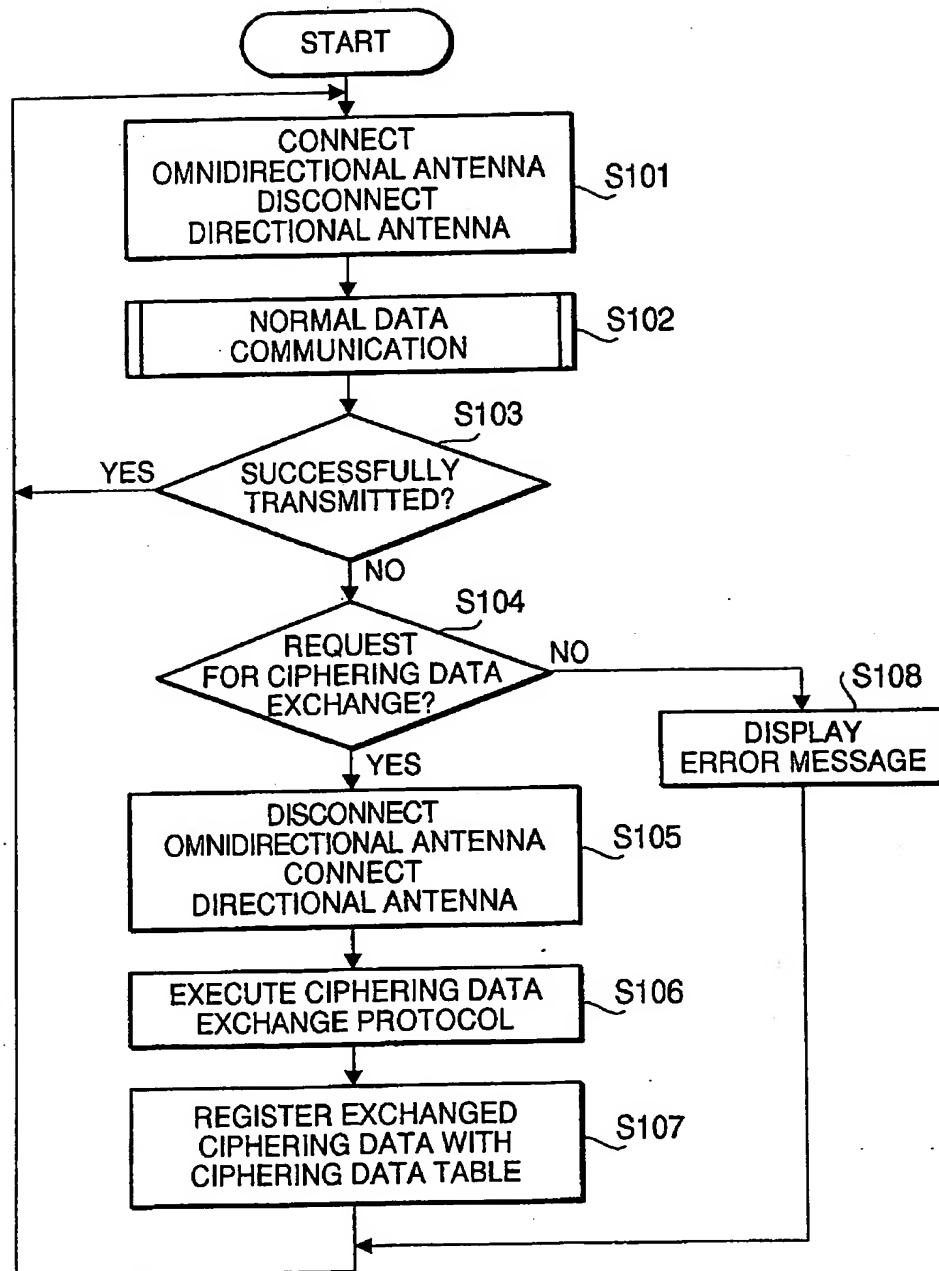 START
CONNECT
OMNIDIRECTIONAL ANTENNA
DISCONNECT
DIRECTIONAL ANTENNA
S101
NORMAL DATA
COMMUNICATION
S102
S103
YES
SUCCESSFULLY
TRANSMITTED?
NO
S104
REQUEST
FOR CIPHERING DATA
EXCHANGE?
NO
S108
DISPLAY
ERROR MESSAGE
YES
DISCONNECT
OMNIDIRECTIONAL ANTENNA
CONNECT
DIRECTIONAL ANTENNA
S105
EXECUTE CIPHERING DATA
EXCHANGE PROTOCOL
S106
REGISTER EXCHANGED
CIPHERING DATA WITH
CIPHERING DATA TABLE
S107